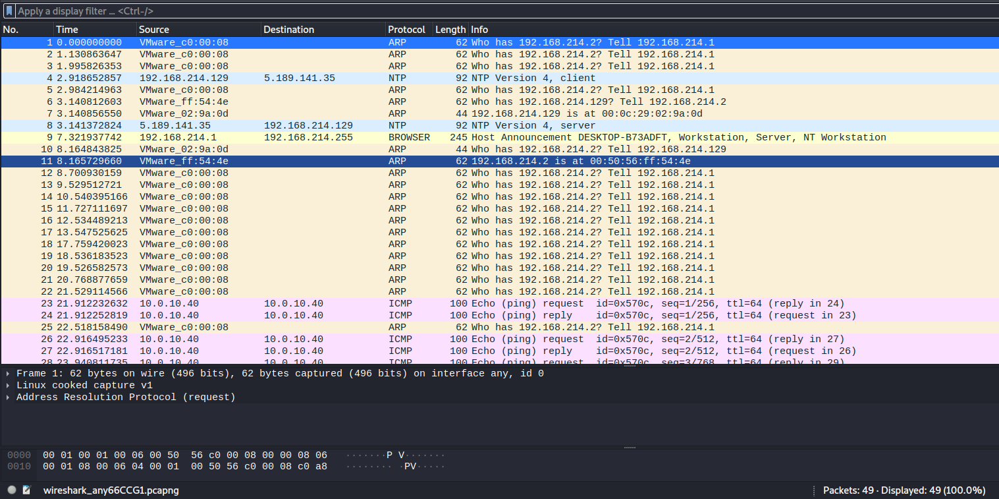 Apply a display filter ... <Ctrl-/>
No. Time Source Destination Protocol Length Info
1 0.000000000 VMware_c0:00:08 ARP 62 Who has 192.168.214.2? Tell 192.168.214.1
2 1.130863647 VMware_c0:00:08 ARP 62 Who has 192.168.214.2? Tell 192.168.214.1
3 1.995826353 VMware_c0:00:08 ARP 62 Who has 192.168.214.2? Tell 192.168.214.1
4 2.918652857 192.168.214.129 5.189.141.35 NTP 92 NTP Version 4, client
5 2.984214963 VMware_c0:00:08 ARP 62 Who has 192.168.214.2? Tell 192.168.214.1
6 3.140812603 VMware_ff:54:4e ARP 62 Who has 192.168.214.129? Tell 192.168.214.2
7 3.140856550 VMware_02:9a:0d ARP 44 192.168.214.129 is at 00:0c:29:02:9a:0d
8 3.141372824 5.189.141.35 192.168.214.129 NTP 92 NTP Version 4, server
9 7.321937742 192.168.214.1 192.168.214.255 BROWSER 245 Host Announcement DESKTOP-B73ADFT, Workstation, Server, NT Workstation
10 8.164843825 VMware_02:9a:0d ARP 44 Who has 192.168.214.2? Tell 192.168.214.129
11 8.165729660 VMware_ff:54:4e ARP 62 192.168.214.2 is at 00:50:56:ff:54:4e
12 8.700930159 VMware_c0:00:08 ARP 62 Who has 192.168.214.2? Tell 192.168.214.1
13 9.529512721 VMware_c0:00:08 ARP 62 Who has 192.168.214.2? Tell 192.168.214.1
14 10.540395166 VMware_c0:00:08 ARP 62 Who has 192.168.214.2? Tell 192.168.214.1
15 11.727111697 VMware_c0:00:08 ARP 62 Who has 192.168.214.2? Tell 192.168.214.1
16 12.534489213 VMware_c0:00:08 ARP 62 Who has 192.168.214.2? Tell 192.168.214.1
17 13.547525625 VMware_c0:00:08 ARP 62 Who has 192.168.214.2? Tell 192.168.214.1
18 17.759420023 VMware_c0:00:08 ARP 62 Who has 192.168.214.2? Tell 192.168.214.1
19 18.536183523 VMware_c0:00:08 ARP 62 Who has 192.168.214.2? Tell 192.168.214.1
20 19.526582573 VMware_c0:00:08 ARP 62 Who has 192.168.214.2? Tell 192.168.214.1
21 20.768877659 VMware_c0:00:08 ARP 62 Who has 192.168.214.2? Tell 192.168.214.1
22 21.529114566 VMware_c0:00:08 ARP 62 Who has 192.168.214.2? Tell 192.168.214.1
23 21.912232632 10.0.10.40 10.0.10.40 ICMP 100 Echo (ping) request id=0x570c, seq=1/256, ttl=64 (reply in 24)
24 21.912252819 10.0.10.40 10.0.10.40 ICMP 100 Echo (ping) reply id=0x570c, seq=1/256, ttl=64 (request in 23)
25 22.518158490 VMware_c0:00:08 ARP 62 Who has 192.168.214.2? Tell 192.168.214.1
26 22.916495233 10.0.10.40 10.0.10.40 ICMP 100 Echo (ping) request id=0x570c, seq=2/512, ttl=64 (reply in 27)
27 22.916517181 10.0.10.40 10.0.10.40 ICMP 100 Echo (ping) reply id=0x570c, seq=2/512, ttl=64 (request in 26)
28 23.940811735 10.0.10.40 10.0.10.40 ICMP 100 Echo (ping) request id=0x570c, seq=3/768, ttl=64 (reply in 29)
Frame 1: 62 bytes on wire (496 bits), 62 bytes captured (496 bits) on interface any, id 0
Linux cooked capture v1
Address Resolution Protocol (request)
0000 00 01 00 01 00 06 00 50 56 c0 00 08 00 00 08 06 ·······P V·······
0010 00 01 08 00 06 04 00 01 00 50 56 c0 00 08 c0 a8 ········ ·PV·····
wireshark_any66CCG1.pcapng
Packets: 49 · Displayed: 49 (100.0%)